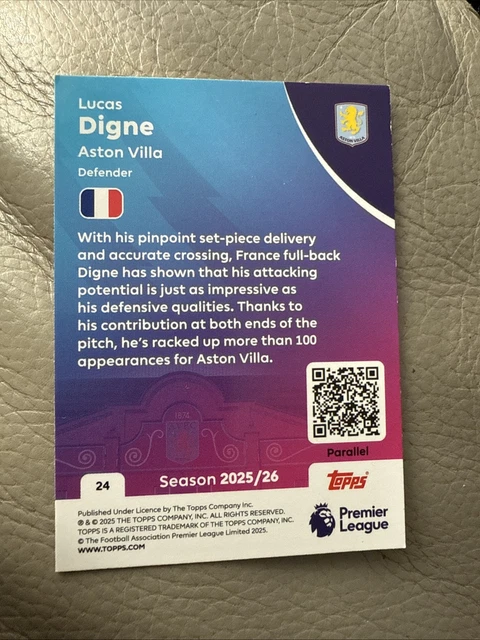 Lucas
Digne
Aston Villa
Defender
ASTON VILLA
With his pinpoint set-piece delivery
and accurate crossing, France full-back
Digne has shown that his attacking
potential is just as impressive as
his defensive qualities. Thanks to
his contribution at both ends of the
pitch, he's racked up more than 100
appearances for Aston Villa.
Parallel
24
Season 2025/26
Topps®
Published Under Licence by The Topps Company Inc.
® & © 2025 THE TOPPS COMPANY, INC. ALL RIGHTS RESERVED.
TOPPS IS A REGISTERED TRADEMARK OF THE TOPPS COMPANY, INC.
© The Football Association Premier League Limited 2025.
WWW.TOPPS.COM
Premier
League